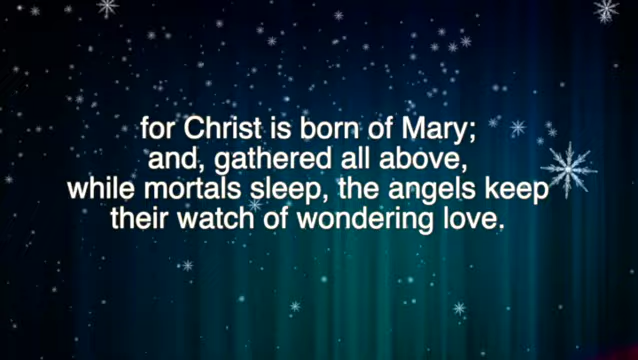 for Christ is born of Mary;
and, gathered all above,
while mortals sleep, the angels keep
their watch of wondering love.